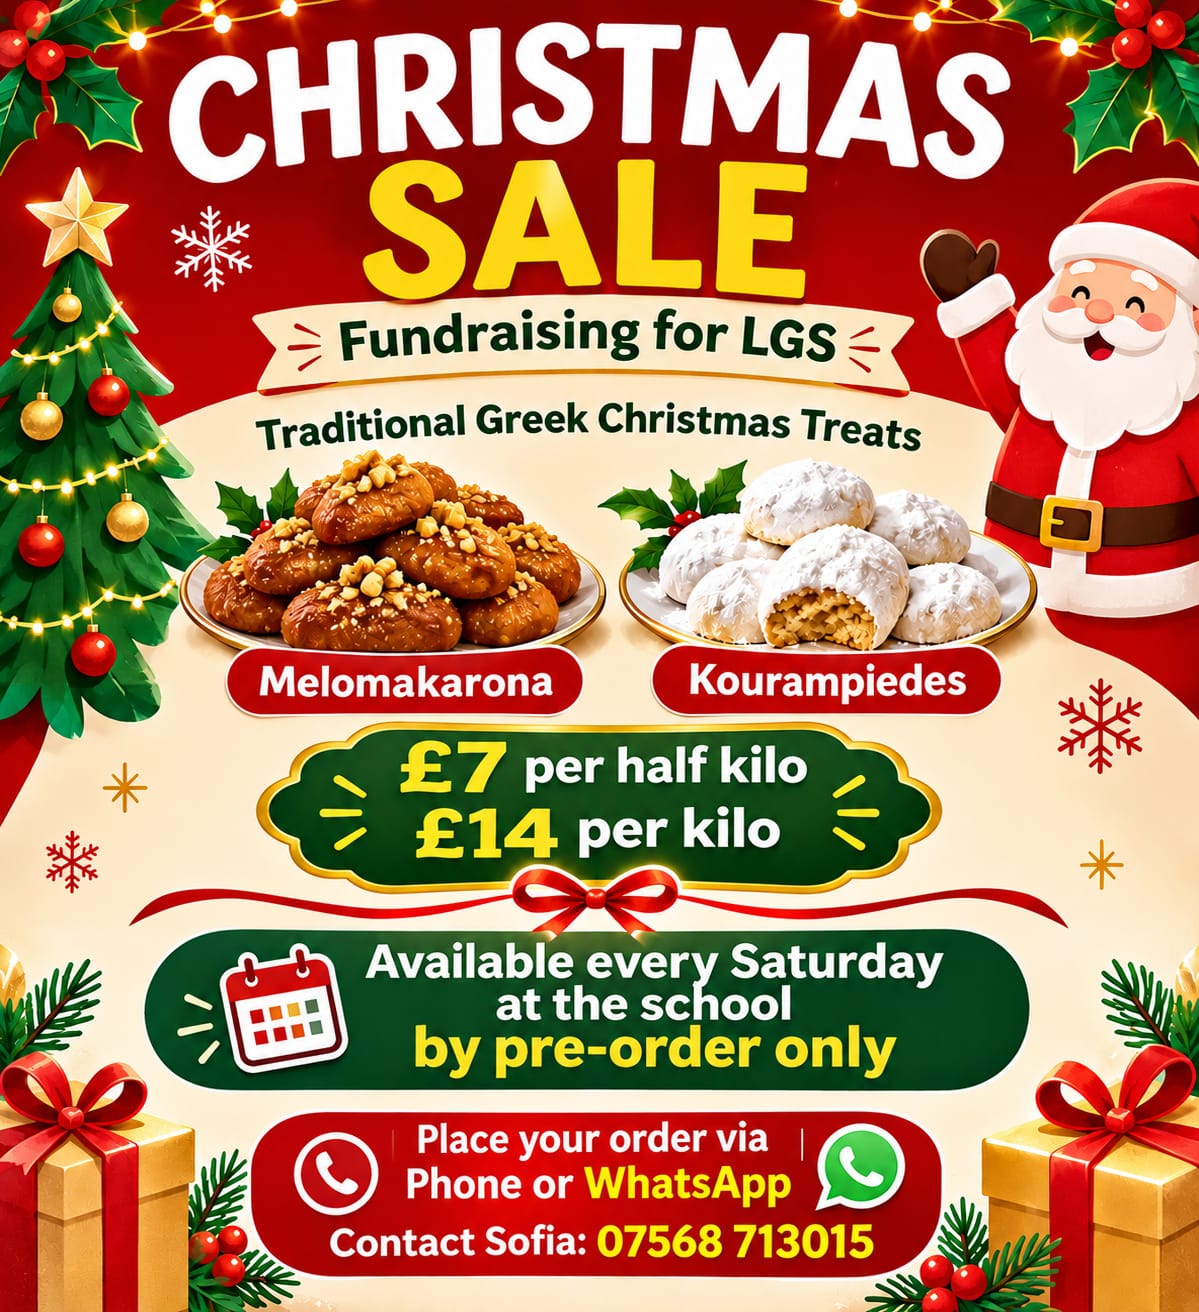 CHRISTMAS
SALE
Fundraising for LGS
Traditional Greek Christmas Treats
Melomakarona
Kourampiedes
£7 per half kilo
£14 per kilo
Available every Saturday
at the school
by pre-order only
Place your order via
Phone or WhatsApp
Contact Sofia: 07568 713015